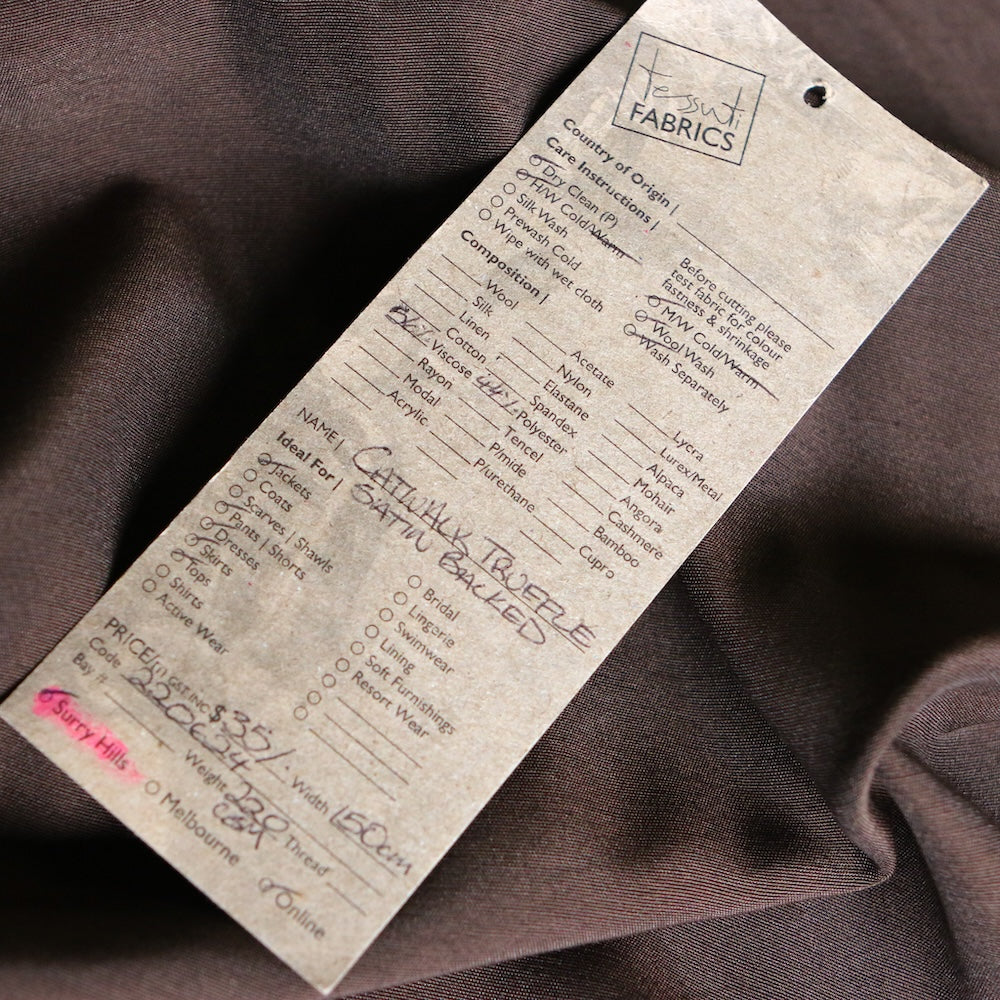 tessuti
FABRICS
Country of Origin |
Care Instructions |
Dry Clean (P)
H/W Cold/Warm
Silk Wash
Prewash Cold
Wipe with wet cloth
Before cutting please
test fabric for colour
fastness & shrinkage
M/W Cold/Warm
Wool Wash
Wash Separately
Composition |
Wool
Silk
Linen
Cotton
56% Viscose
Rayon
Modal
Acrylic
Acetate
Nylon
Elastane
Spandex
44% Polyester
Tencel
P/mide
P/urethane
Lycra
Lurex/Metal
Alpaca
Mohair
Angora
Cashmere
Bamboo
Cupro
NAME | CATWALK TRUFFLE
SATIN BACKED
Ideal For |
Jackets
Coats
Scarves | Shawls
Pants | Shorts
Dresses
Skirts
Tops
Shirts
Active Wear
Bridal
Lingerie
Swimwear
Lining
Soft Furnishings
Resort Wear
PRICE/m GST INC $35/. Width 150cm
Code 220634 Weight 230 GSM Thread
Bay #
Surry Hills
Melbourne
Online